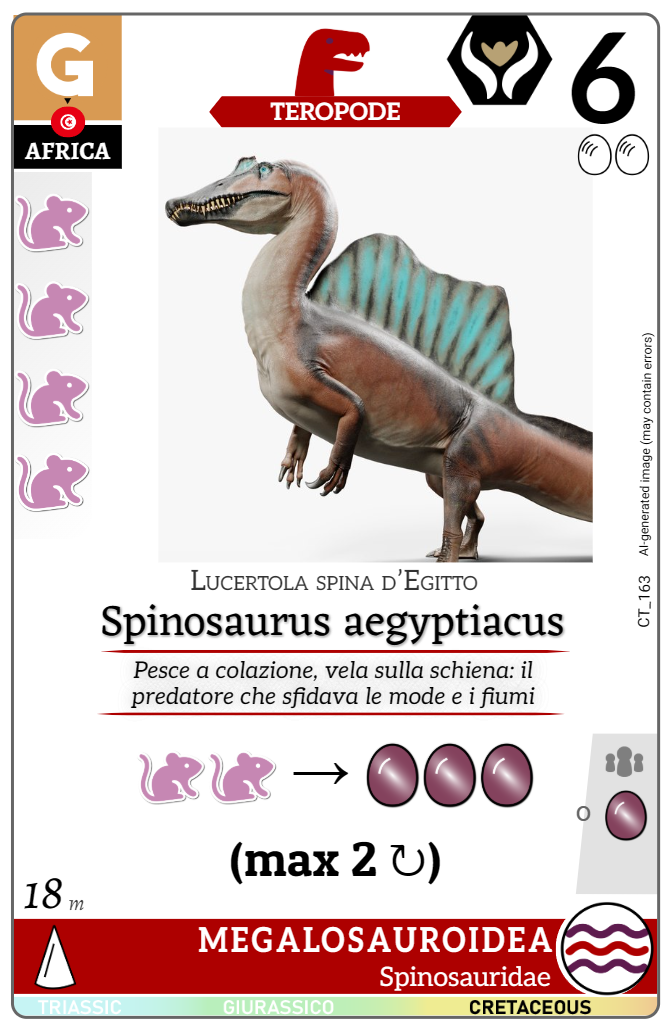 G
TEROPODE
6
AFRICA
AI-generated image (may contain errors)
CT_163
Lucertola spina d'Egitto
Spinosaurus aegyptiacus
Pesce a colazione, vela sulla schiena: il
predatore che sfidava le mode e i fiumi
o
(max 2 ↻)
18 m
MEGALOSAUROIDEA
Spinosauridae
TRIASSIC
GIURASSICO
CRETACEOUS